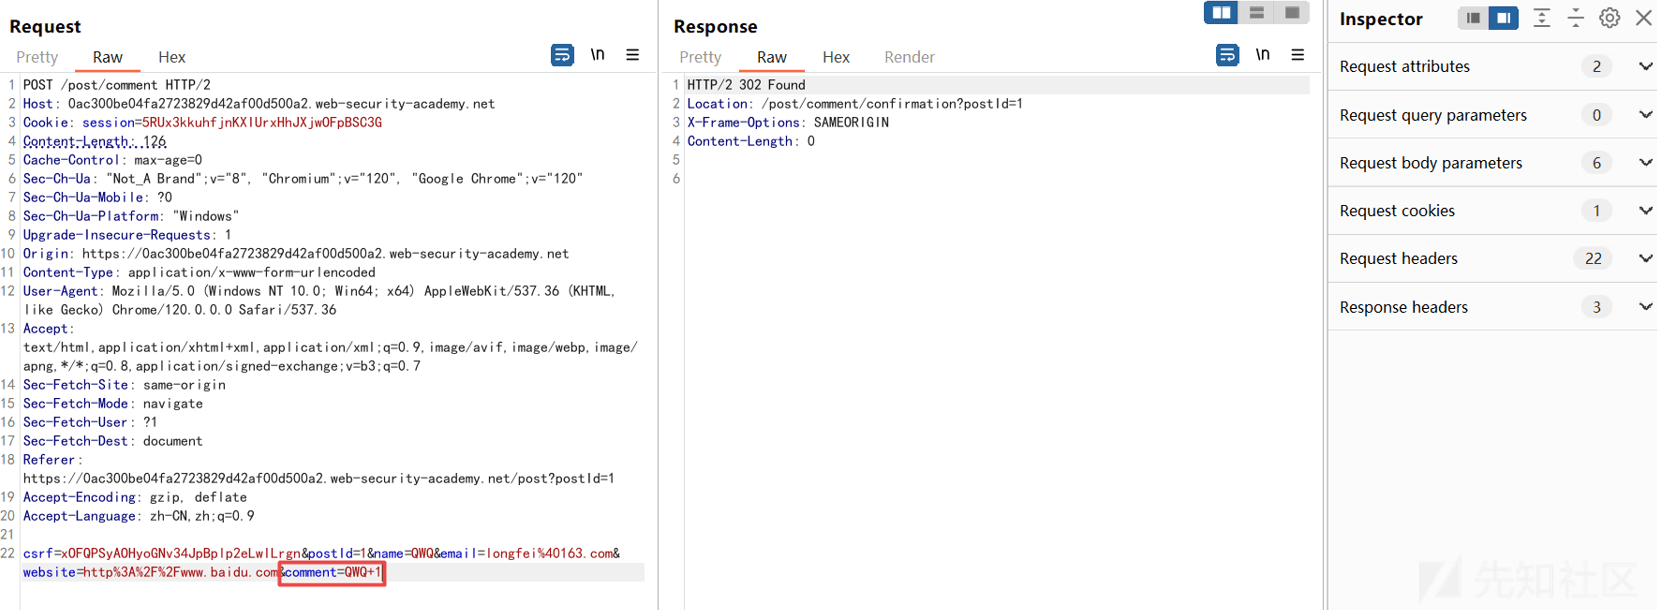 Request
Pretty Raw Hex \n
1 POST /post/comment HTTP/2
2 Host: 0ac300be04fa2723829d42af00d500a2.web-security-academy.net
3 Cookie: session=5RUx3kkuhfjnKXIUrxHhJXjwOFpBSC3G
4 Content-Length: 126
5 Cache-Control: max-age=0
6 Sec-Ch-Ua: "Not_A Brand";v="8", "Chromium";v="120", "Google Chrome";v="120"
7 Sec-Ch-Ua-Mobile: ?0
8 Sec-Ch-Ua-Platform: "Windows"
9 Upgrade-Insecure-Requests: 1
10 Origin: https://0ac300be04fa2723829d42af00d500a2.web-security-academy.net
11 Content-Type: application/x-www-form-urlencoded
12 User-Agent: Mozilla/5.0 (Windows NT 10.0; Win64; x64) AppleWebKit/537.36 (KHTML,
like Gecko) Chrome/120.0.0.0 Safari/537.36
13 Accept:
text/html,application/xhtml+xml,application/xml;q=0.9,image/avif,image/webp,image/
apng,*/*;q=0.8,application/signed-exchange;v=b3;q=0.7
14 Sec-Fetch-Site: same-origin
15 Sec-Fetch-Mode: navigate
16 Sec-Fetch-User: ?1
17 Sec-Fetch-Dest: document
18 Referer:
https://0ac300be04fa2723829d42af00d500a2.web-security-academy.net/post?postId=1
19 Accept-Encoding: gzip, deflate
20 Accept-Language: zh-CN,zh;q=0.9
21
22 csrf=xOFQPSyAOHyoGNv34JpBpIp2eLwILrgn&postId=1&name=QWQ&email=longfei%40163.com&
website=http%3A%2F%2Fwww.baidu.com&comment=QWQ+1
Response
Pretty Raw Hex Render \n
1 HTTP/2 302 Found
2 Location: /post/comment/confirmation?postId=1
3 X-Frame-Options: SAMEORIGIN
4 Content-Length: 0
5
6
Inspector
Request attributes 2
Request query parameters 0
Request body parameters 6
Request cookies 1
Request headers 22
Response headers 3
先知社区